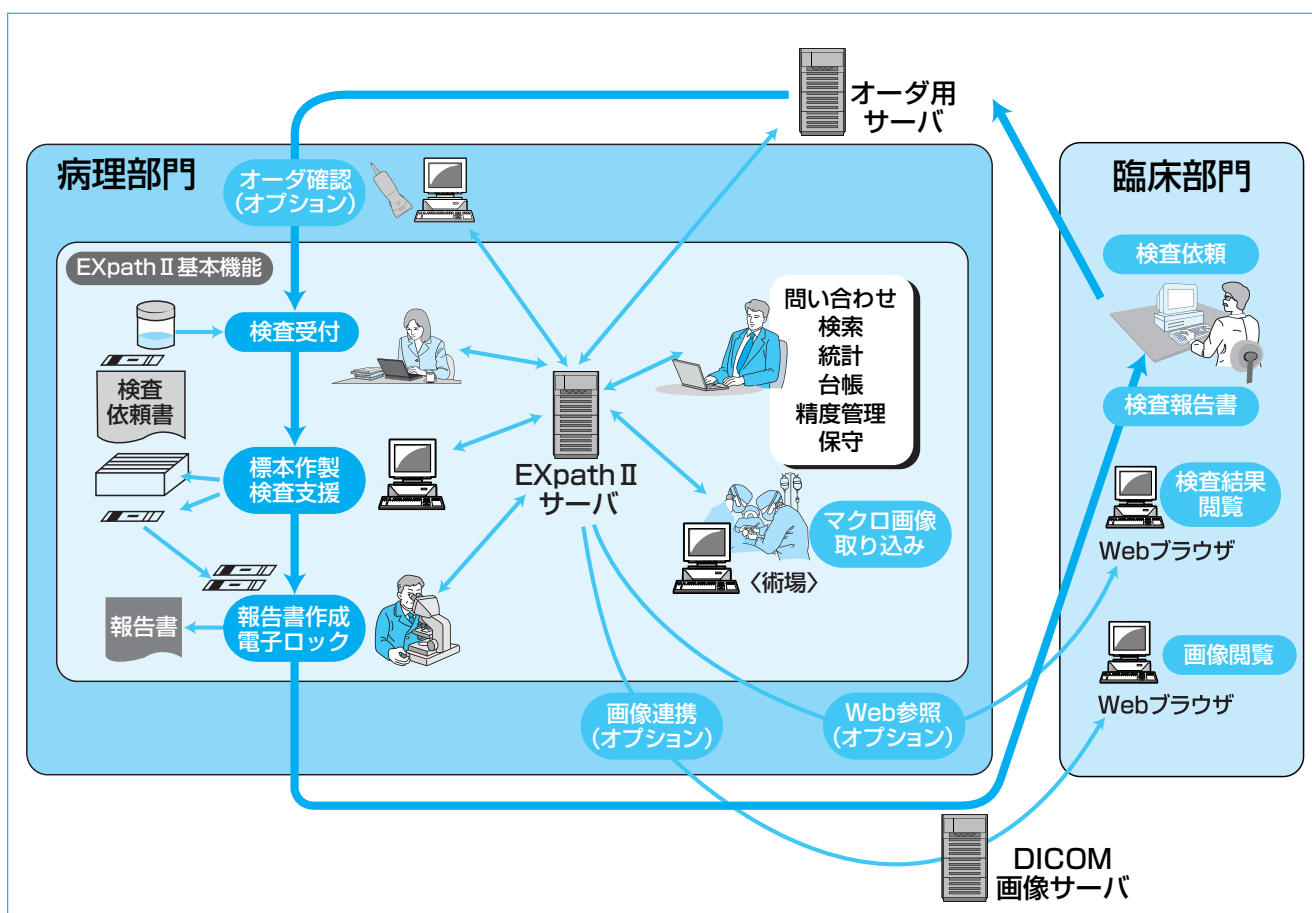 オーダ用
サーバ
病理部門
オーダ確認
(オプション)
臨床部門
検査依頼
EXpathⅡ基本機能
検査受付
問い合わせ
検索
統計
台帳
精度管理
保守
検査
依頼書
検査報告書
標本作製
検査支援
EXpathⅡ
サーバ
マクロ画像
取り込み
〈術場〉
検査結果
閲覧
Webブラウザ
報告書
報告書作成
電子ロック
画像閲覧
Webブラウザ
画像連携
(オプション)
Web参照
(オプション)
DICOM
画像サーバ